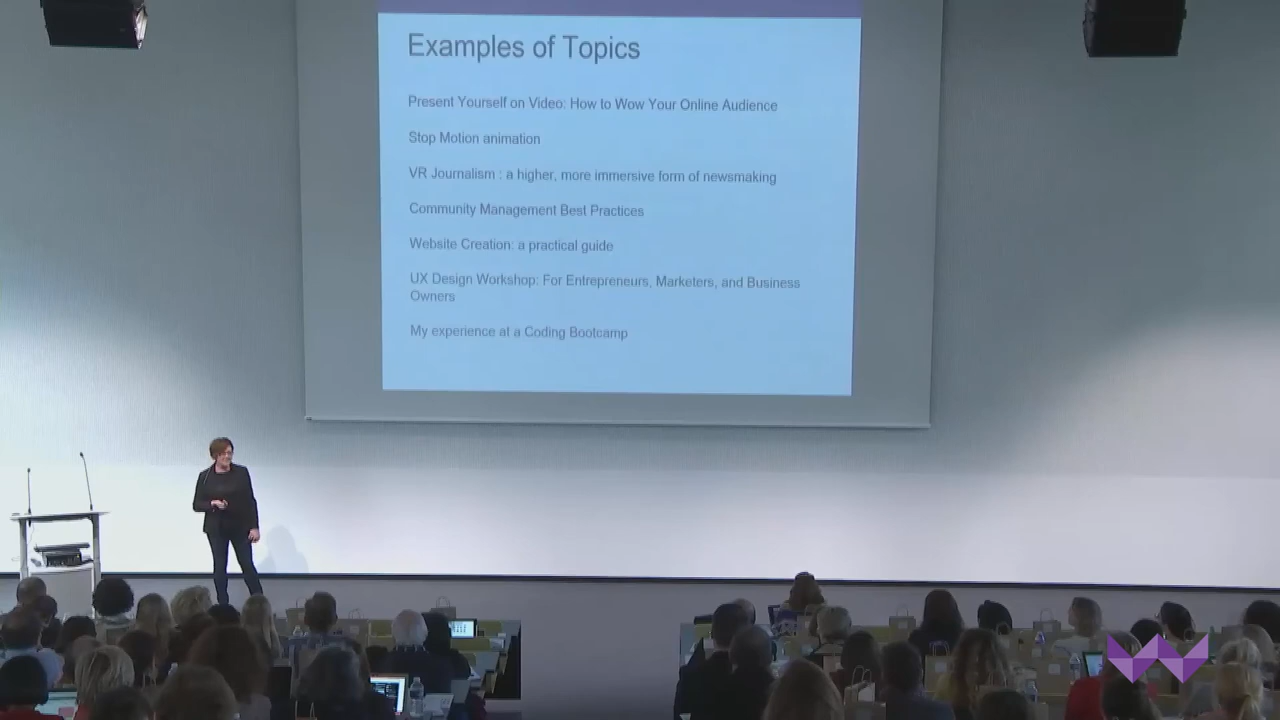 Examples of Topics
Present Yourself on Video: How to Wow Your Online Audience
Stop Motion animation
VR Journalism : a higher, more immersive form of newsmaking
Community Management Best Practices
Website Creation: a practical guide
UX Design Workshop: For Entrepreneurs, Marketers, and Business
Owners
My experience at a Coding Bootcamp